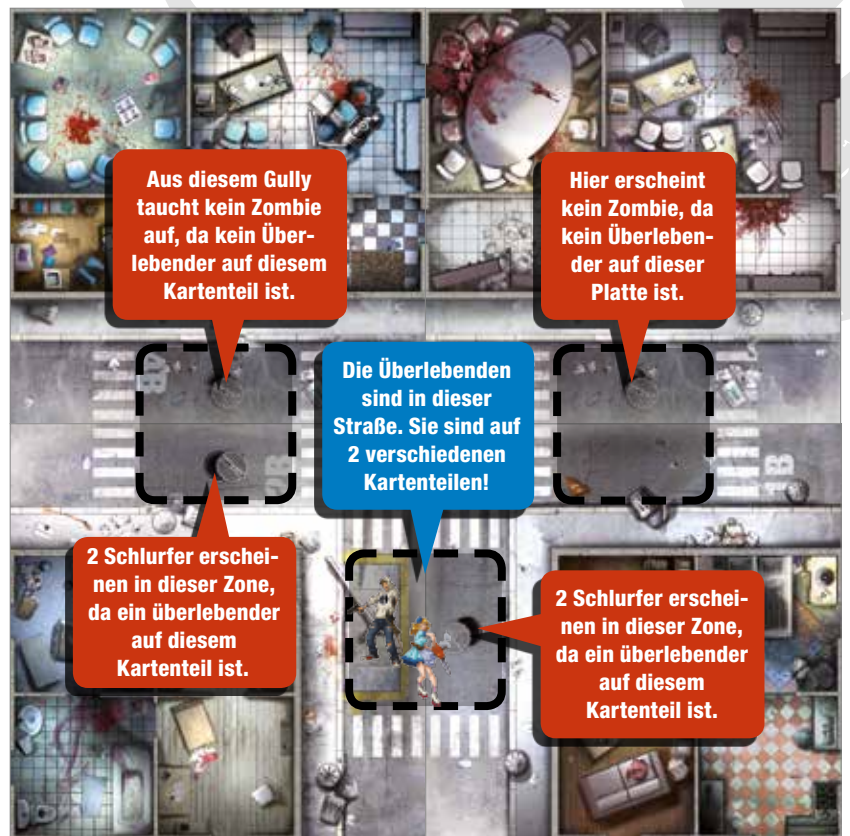 Aus diesem Gully
taucht kein Zombie
auf, da kein Über-
lebender auf diesem
Kartenteil ist.
Hier erscheint
kein Zombie, da
kein Überleben-
der auf dieser
Platte ist.
Die Überlebenden
sind in dieser
Straße. Sie sind auf
2 verschiedenen
Kartenteilen!
2 Schlurfer erschei-
nen in dieser Zone,
da ein überlebender
auf diesem
Kartenteil ist.
2 Schlurfer erschei-
nen in dieser Zone,
da ein überlebender
auf diesem
Kartenteil ist.